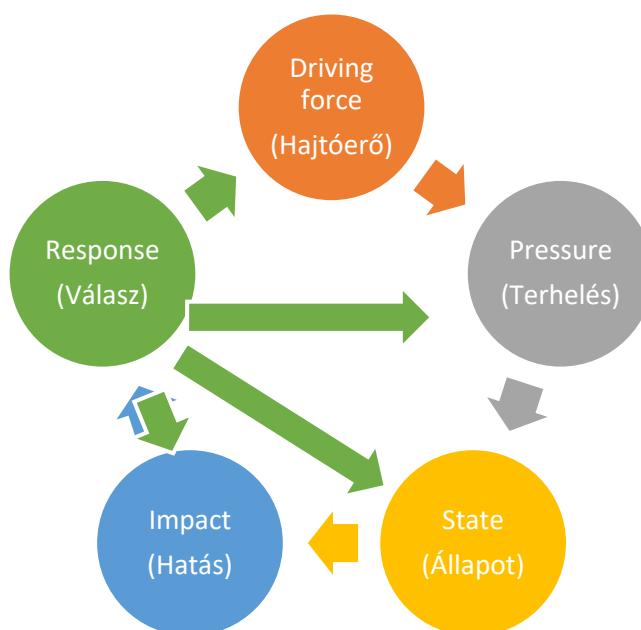 Driving
force
(Hajtóerő)
Response
(Válasz)
Pressure
(Terhelés)
Impact
(Hatás)
State
(Állapot)